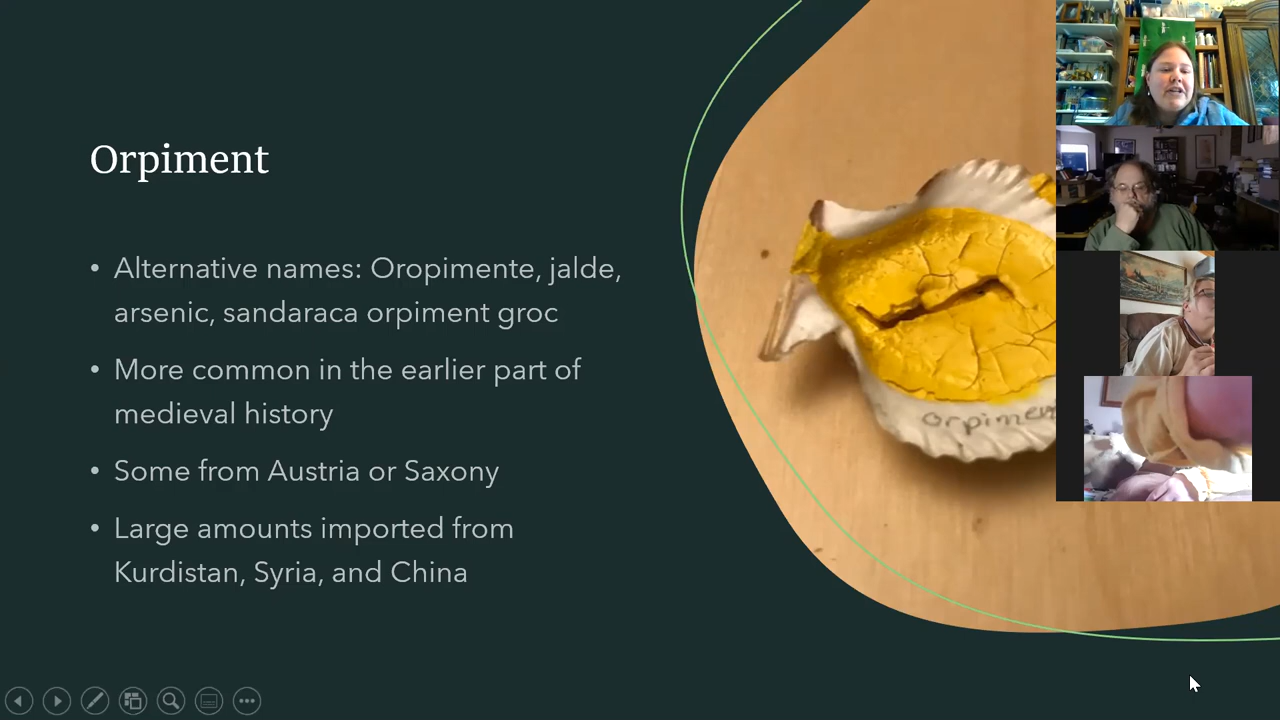 Orpiment
• Alternative names: Oropimente, jalde,
arsenic, sandaraca orpiment groc
• More common in the earlier part of
medieval history
• Some from Austria or Saxony
• Large amounts imported from
Kurdistan, Syria, and China